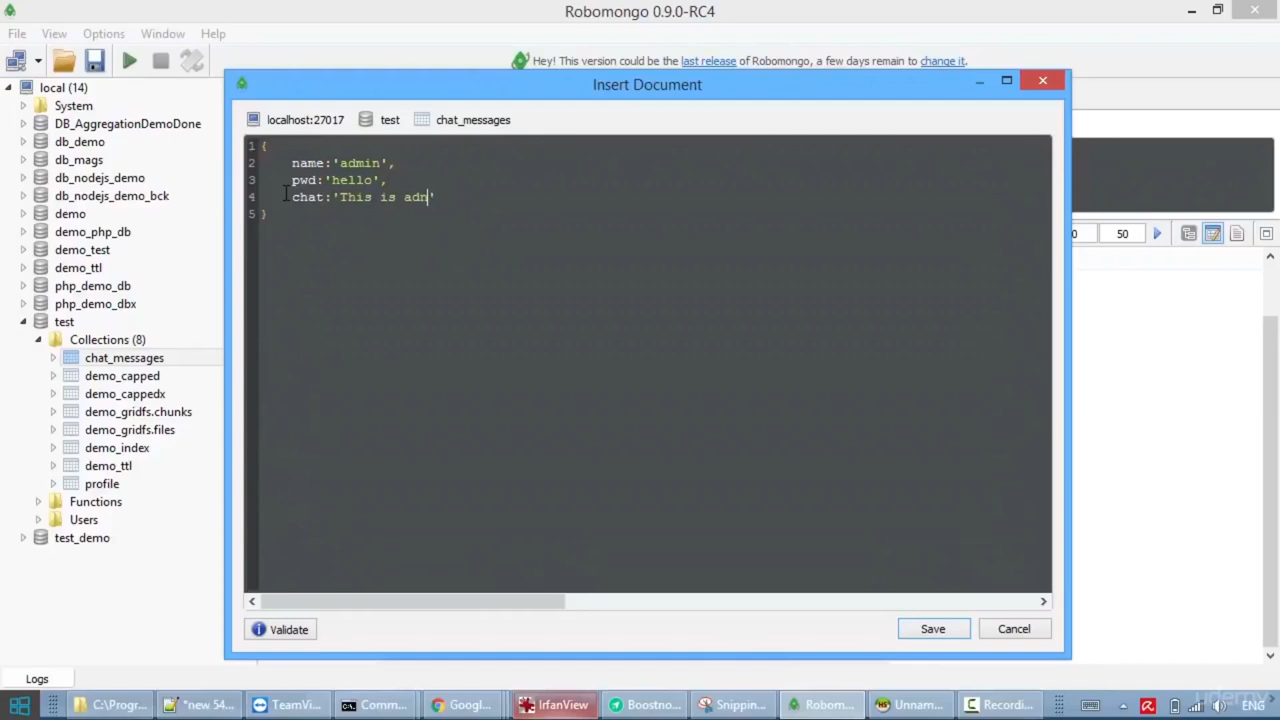 Robomongo 0.9.0-RC4
File View Options Window Help
Hey! This version could be the last release of Robomongo, a few days remain to change it.
local (14)
System
DB_AggregationDemoDone
db_demo
db_mags
db_nodejs_demo
db_nodejs_demo_bck
demo
demo_php_db
demo_test
demo_ttl
php_demo_db
php_demo_dbx
test
Collections (8)
chat_messages
demo_capped
demo_cappedx
demo_gridfs.chunks
demo_gridfs.files
demo_index
demo_ttl
profile
Functions
Users
test_demo
Insert Document
localhost:27017 test chat_messages
1 {
2 name:'admin',
3 pwd:'hello',
4 chat:'This is adn'
5 }
0 50
Validate Save Cancel
Logs
C:\Progr... *new 54... TeamVi... Comm... Googl... IrfanView Boostno... Snippin... Robom... Unnam... Recordi... ENG
udemy